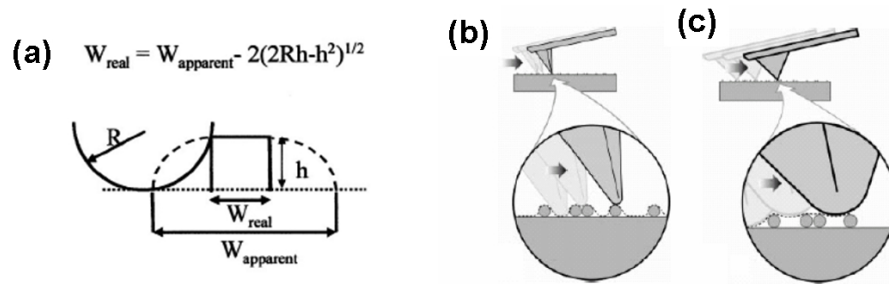 (a)
W_real = W_apparent - 2(2Rh-h²)^1/2
R
h
W_real
W_apparent
(b)
(c)